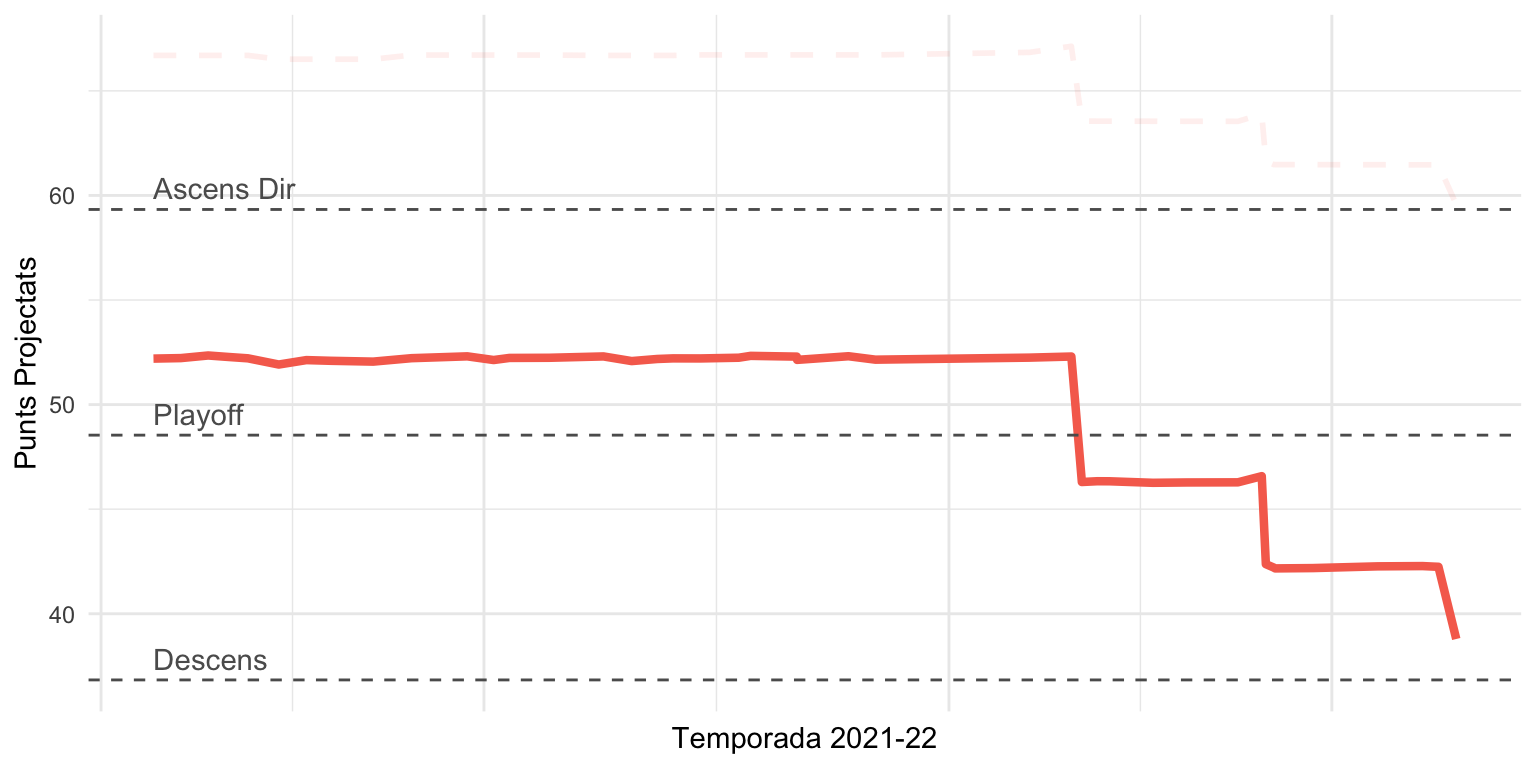 Ascens Dir
60
50
Playoff
40
Descens
Punts Projectats
Temporada 2021-22